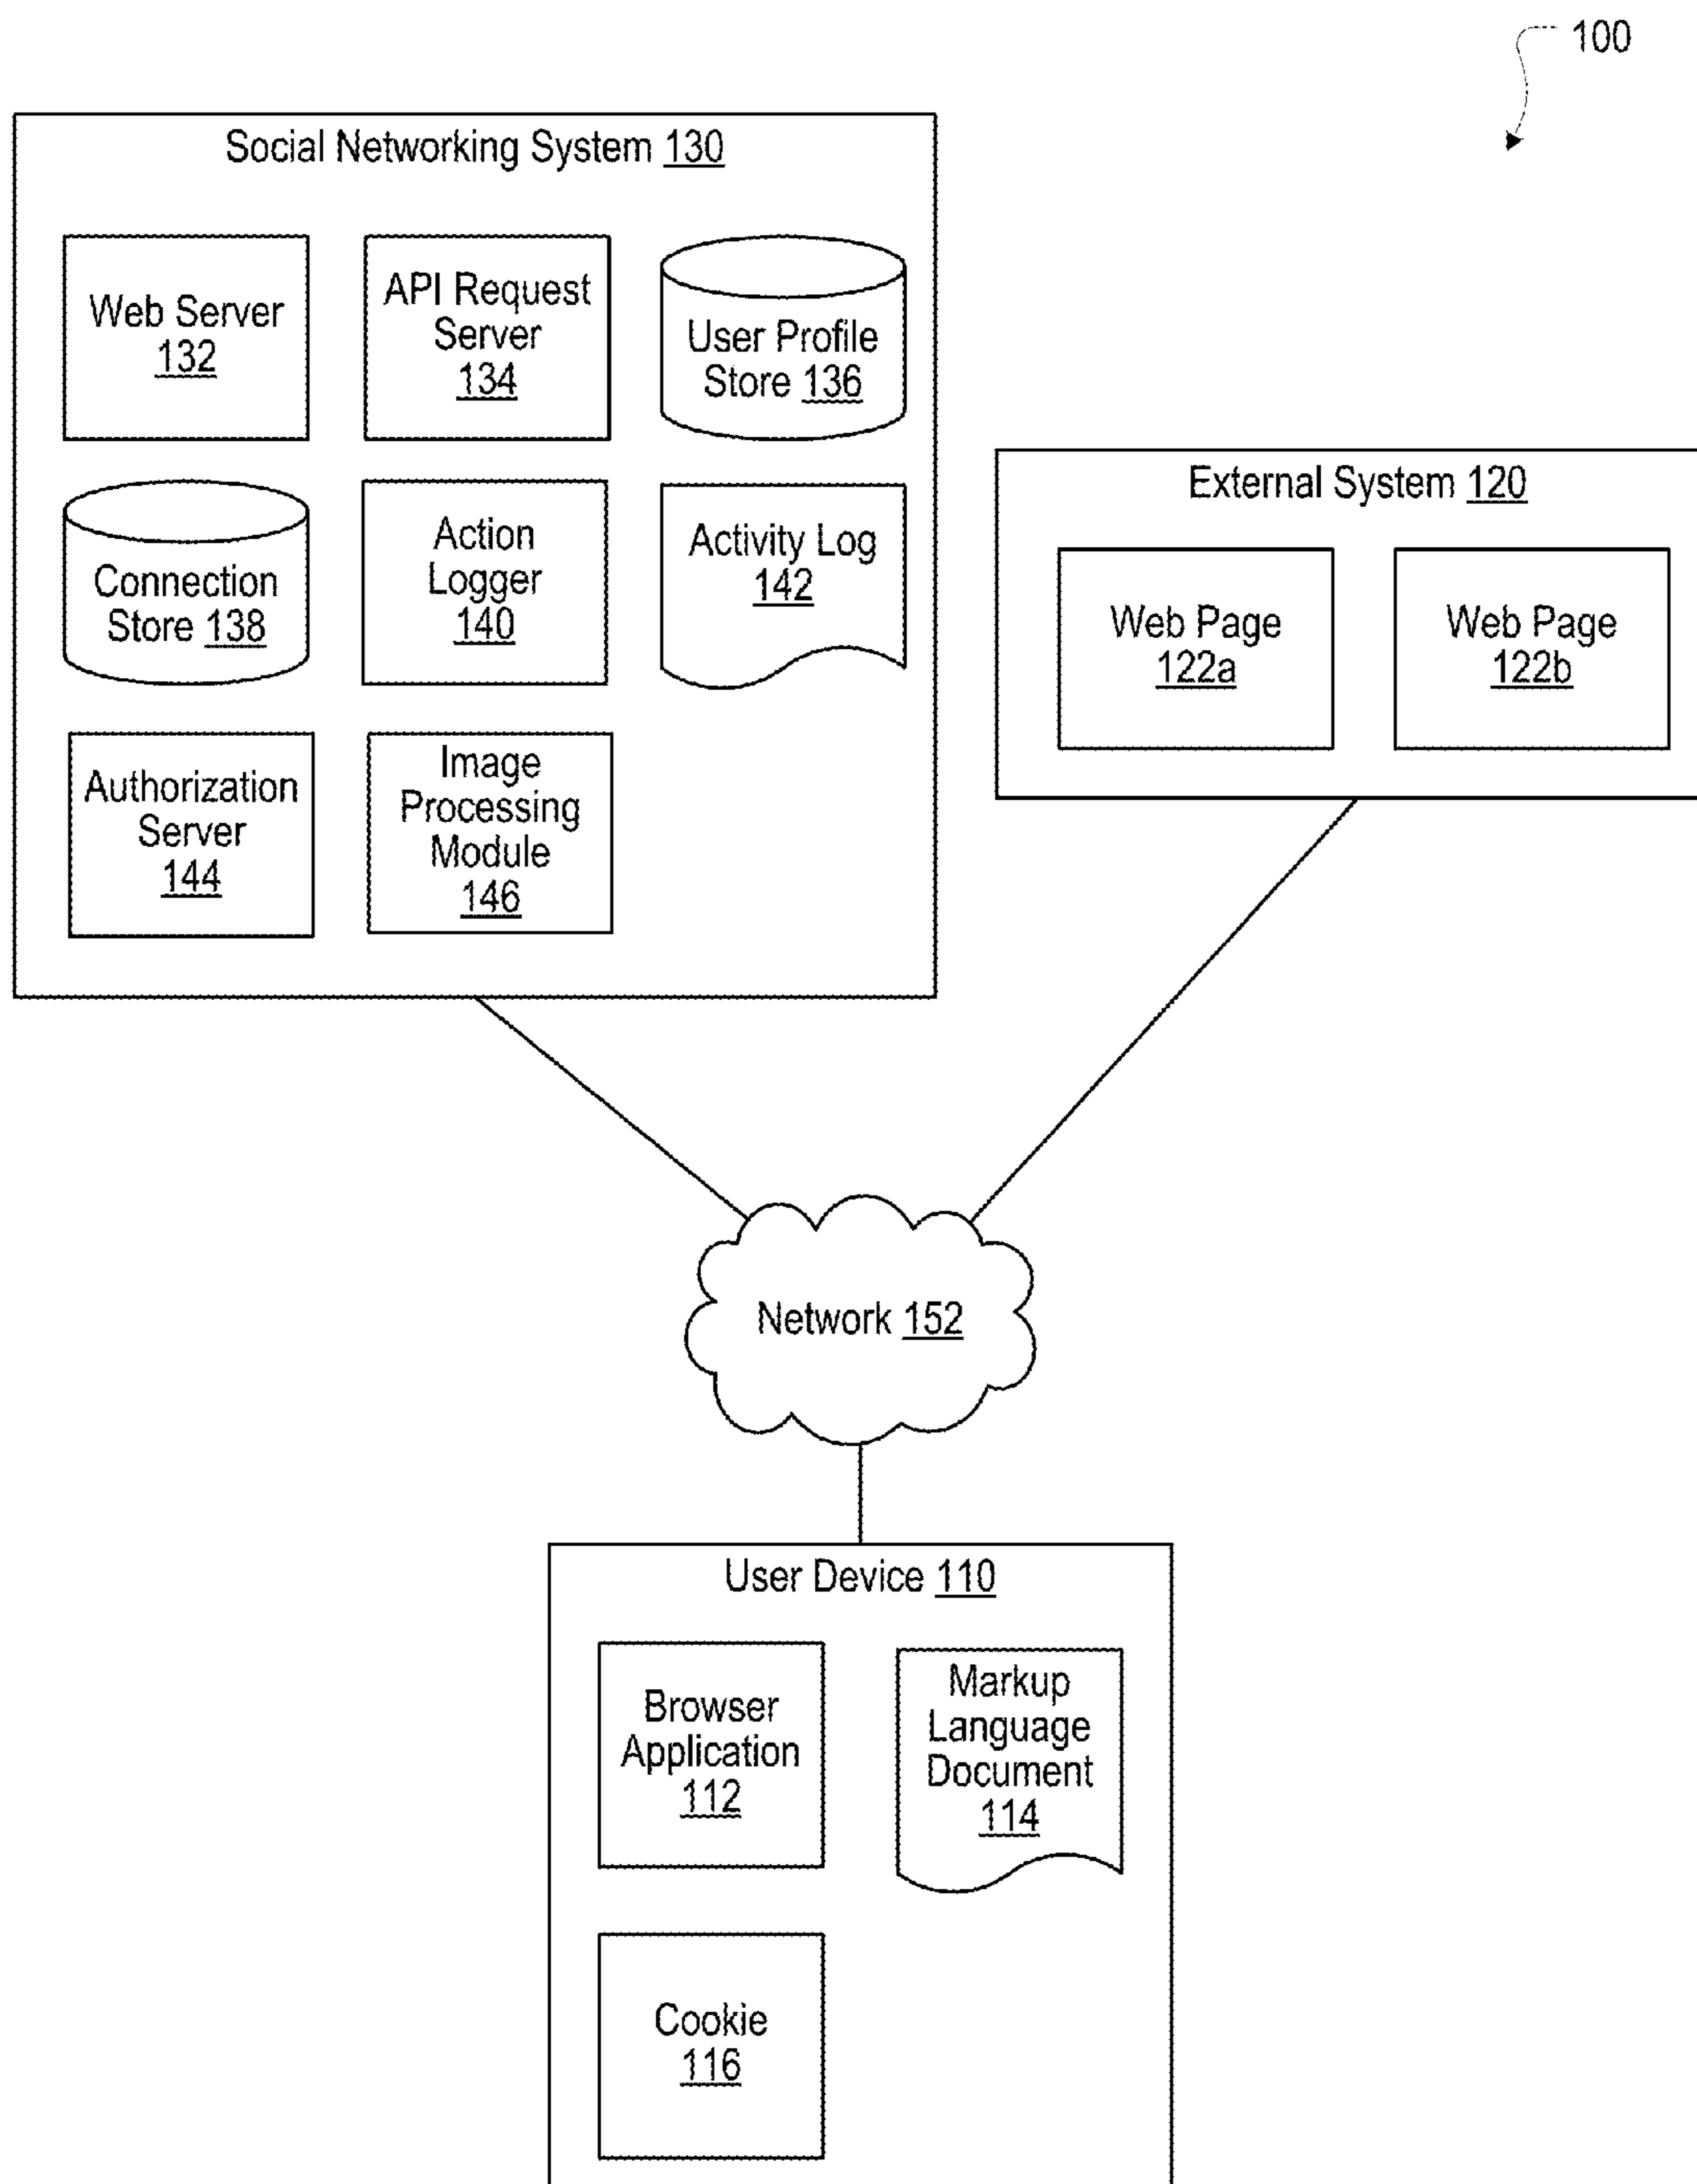 100
Social Networking System 130
Web Server
132
API Request
Server
134
User Profile
Store 136
Connection
Store 138
Action
Logger
140
Activity Log
142
Authorization
Server
144
Image
Processing
Module
146
External System 120
Web Page
122a
Web Page
122b
Network 152
User Device 110
Browser
Application
112
Markup
Language
Document
114
Cookie
116